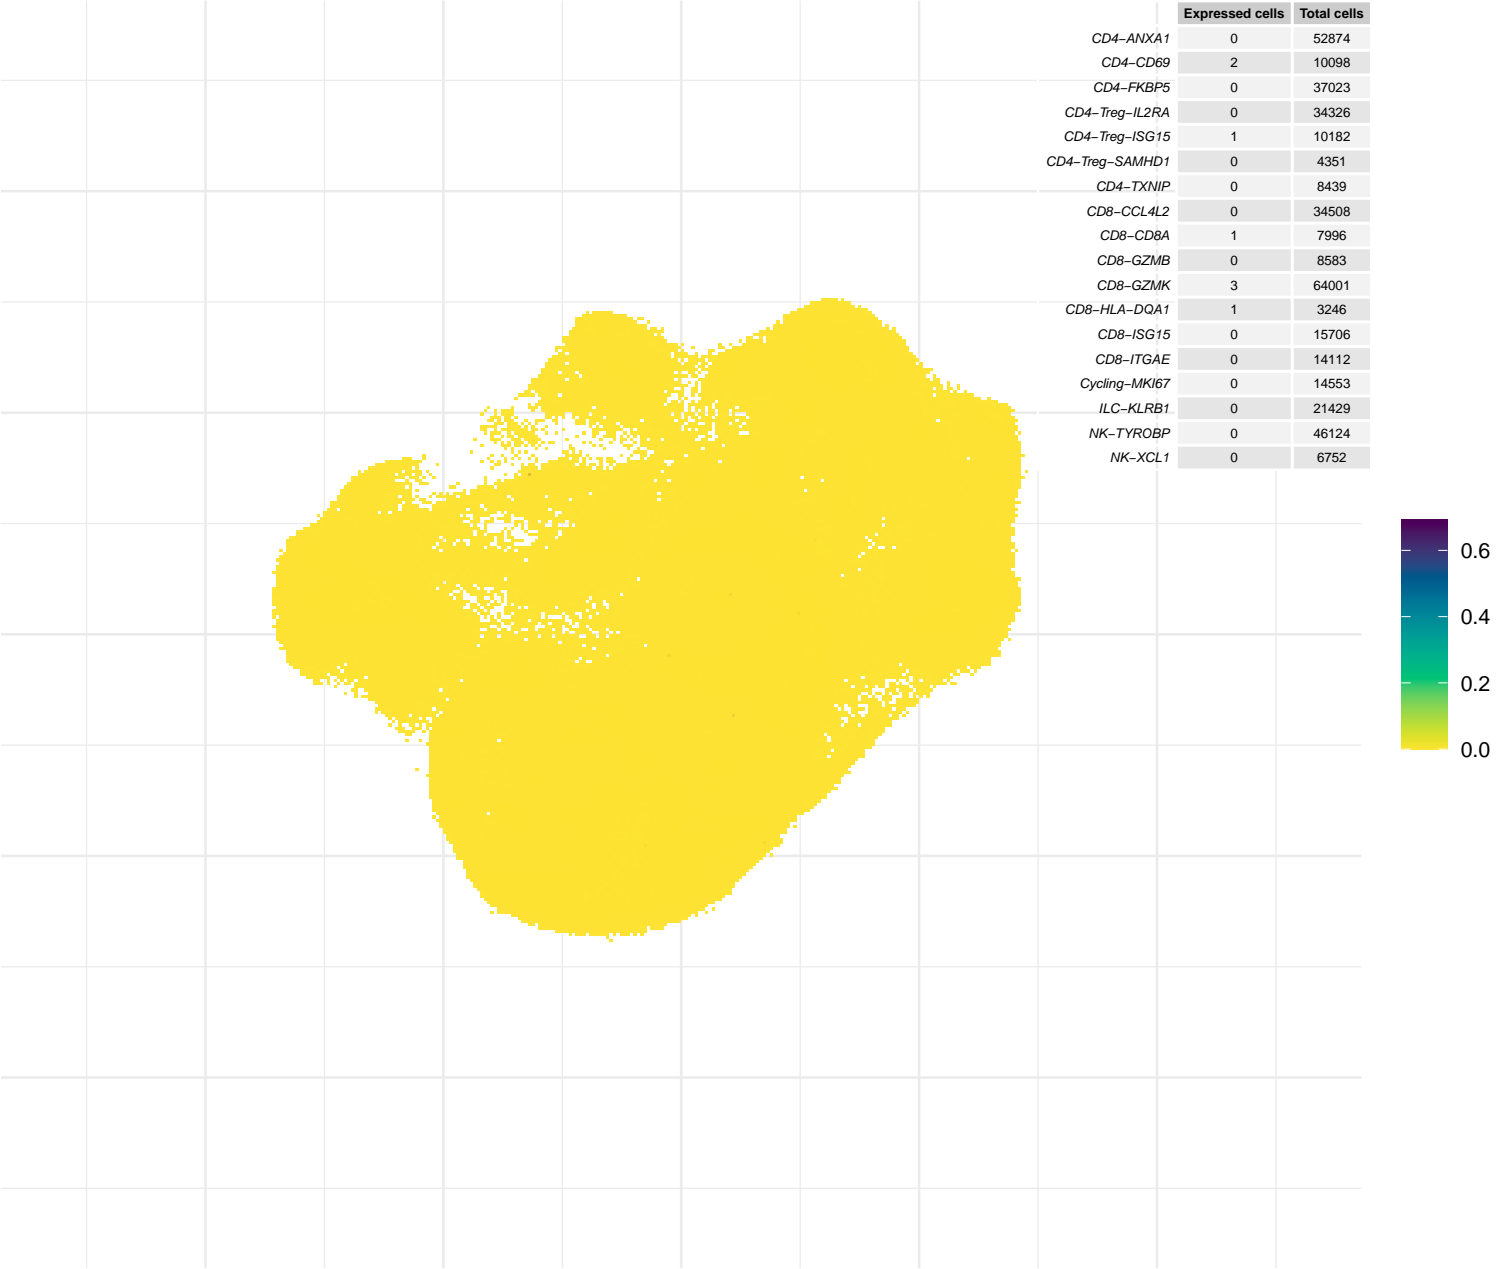 Expressed cells Total cells
CD4−ANXA1 0 52874
CD4−CD69 2 10098
CD4−FKBP5 0 37023
CD4−Treg−IL2RA 0 34326
CD4−Treg−ISG15 1 10182
CD4−Treg−SAMHD1 0 4351
CD4−TXNIP 0 8439
CD8−CCL4L2 0 34508
CD8−CD8A 1 7996
CD8−GZMB 0 8583
CD8−GZMK 3 64001
CD8−HLA−DQA1 1 3246
CD8−ISG15 0 15706
CD8−ITGAE 0 14112
Cycling−MKI67 0 14553
ILC−KLRB1 0 21429
NK−TYROBP 0 46124
NK−XCL1 0 6752
0.6
0.4
0.2
0.0